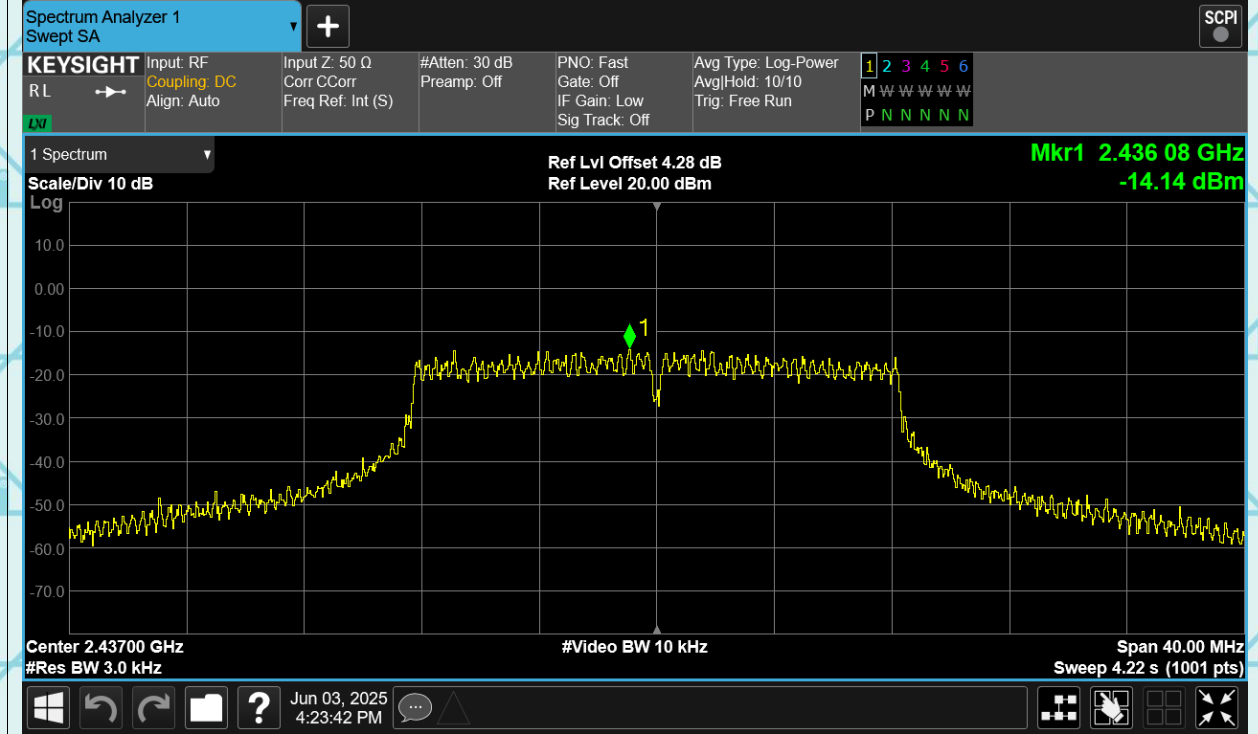 Spectrum Analyzer 1
Swept SA
▼
+
SCPI
KEYSIGHT
R L
LXI
Input: RF
Coupling: DC
Align: Auto
Input Z: 50 Ω
Corr CCorr
Freq Ref: Int (S)
#Atten: 30 dB
Preamp: Off
PNO: Fast
Gate: Off
IF Gain: Low
Sig Track: Off
Avg Type: Log-Power
Avg|Hold: 10/10
Trig: Free Run
1 2 3 4 5 6
M W W W W W
P N N N N N
1 Spectrum ▼
Scale/Div 10 dB
Log
Ref Lvl Offset 4.28 dB
Ref Level 20.00 dBm
Mkr1 2.436 08 GHz
-14.14 dBm
10.0
0.00
-10.0
-20.0
-30.0
-40.0
-50.0
-60.0
-70.0
1
Center 2.43700 GHz
#Res BW 3.0 kHz
#Video BW 10 kHz
Span 40.00 MHz
Sweep 4.22 s (1001 pts)
?
Jun 03, 2025
4:23:42 PM